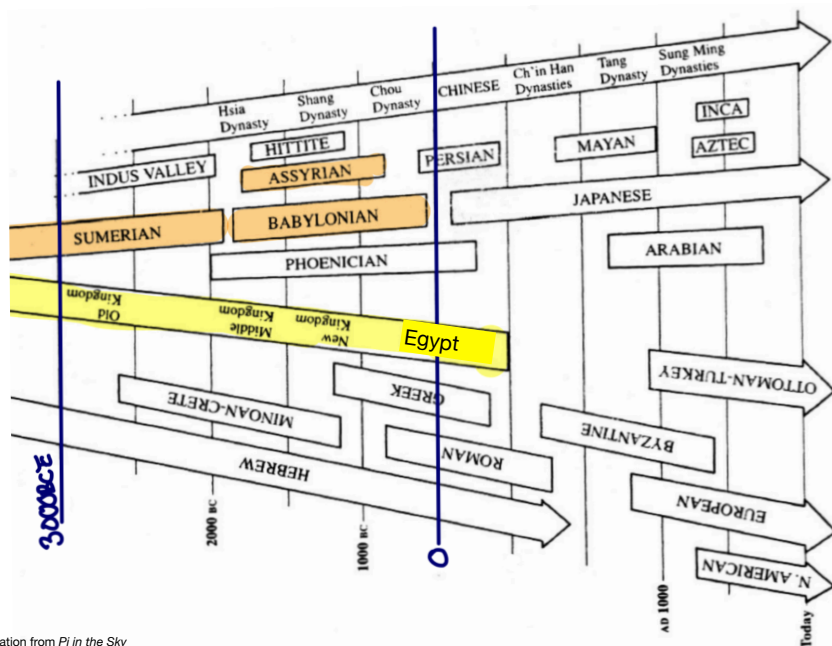 Hsia
Dynasty
Shang
Dynasty
Chou
Dynasty
CHINESE
Ch'in Han
Dynasties
Tang
Dynasty
Sung Ming
Dynasties
INCA
HITTITE
MAYAN
AZTEC
INDUS VALLEY
ASSYRIAN
PERSIAN
JAPANESE
SUMERIAN
BABYLONIAN
ARABIAN
PHOENICIAN
Old
Kingdom
Middle
Kingdom
New
Kingdom
Egypt
OTTOMAN-TURKEY
MINOAN-CRETE
GREEK
BYZANTINE
HEBREW
ROMAN
EUROPEAN
N. AMERICAN
3000BCE
2000 BC
1000 BC
0
AD 1000
Today
ation from Pi in the Sky